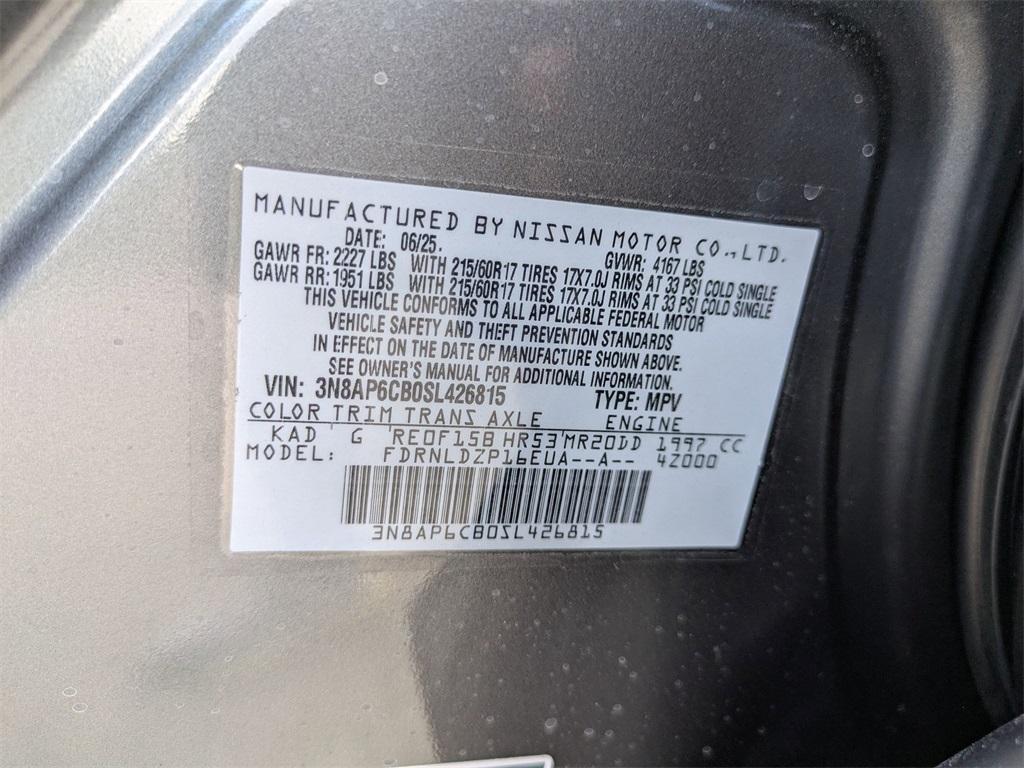 MANUFACTURED BY NISSAN MOTOR CO.,LTD.
DATE: 06/25. GVWR: 4167 LBS
GAWR FR: 2227 LBS WITH 215/60R17 TIRES 17X7.0J RIMS AT 33 PSI COLD SINGLE
GAWR RR: 1951 LBS WITH 215/60R17 TIRES 17X7.0J RIMS AT 33 PSI COLD SINGLE
THIS VEHICLE CONFORMS TO ALL APPLICABLE FEDERAL MOTOR
VEHICLE SAFETY AND THEFT PREVENTION STANDARDS
IN EFFECT ON THE DATE OF MANUFACTURE SHOWN ABOVE.
SEE OWNER'S MANUAL FOR ADDITIONAL INFORMATION.
VIN: 3N8AP6CB0SL426815 TYPE: MPV
COLOR TRIM TRANS AXLE ENGINE
KAD G RE0F15B HR53 MR20DD 1997 CC
MODEL: FDRNLDZP16EUA--A-- 4Z000
3N8AP6CB0SL426815